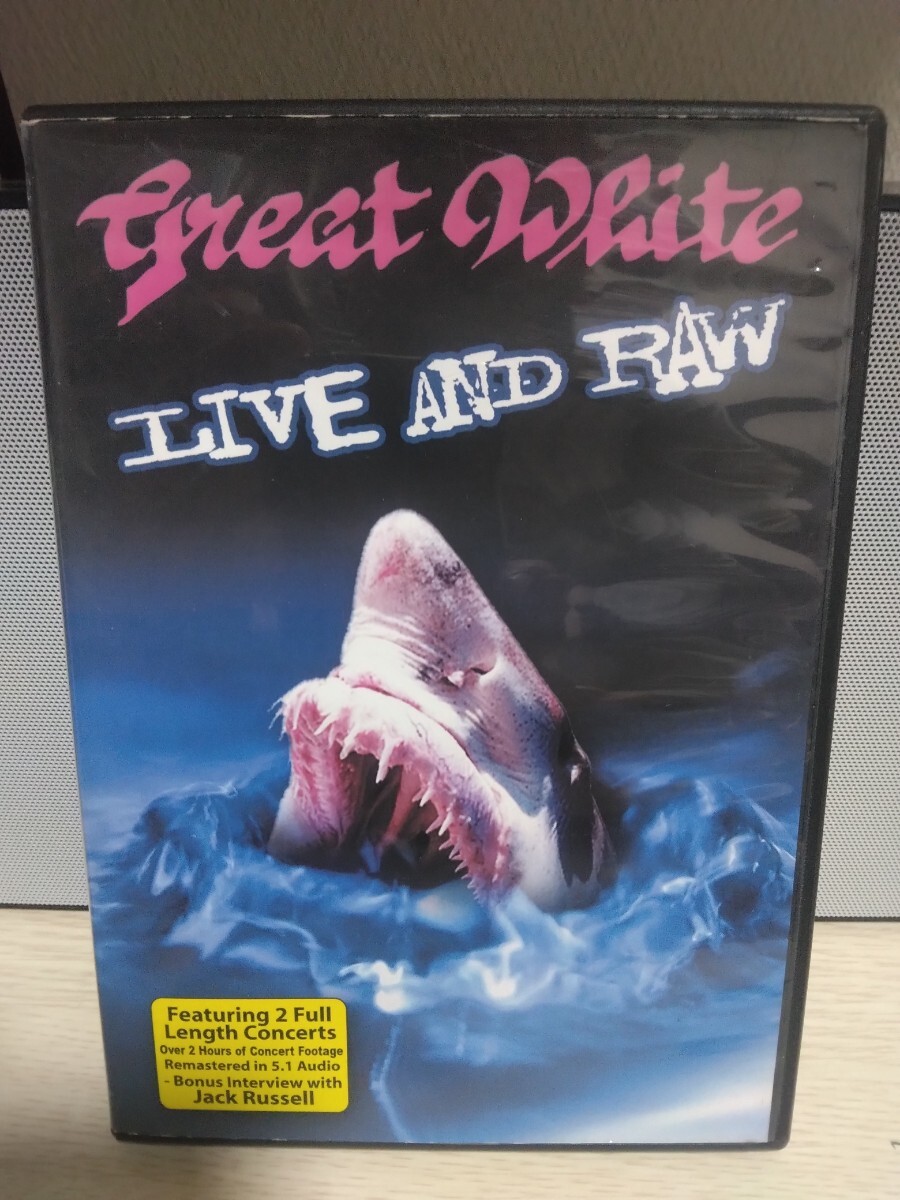 Great White
LIVE AND RAW
Featuring 2 Full
Length Concerts
Over 2 Hours of Concert Footage
Remastered in 5.1 Audio
- Bonus Interview with
Jack Russell